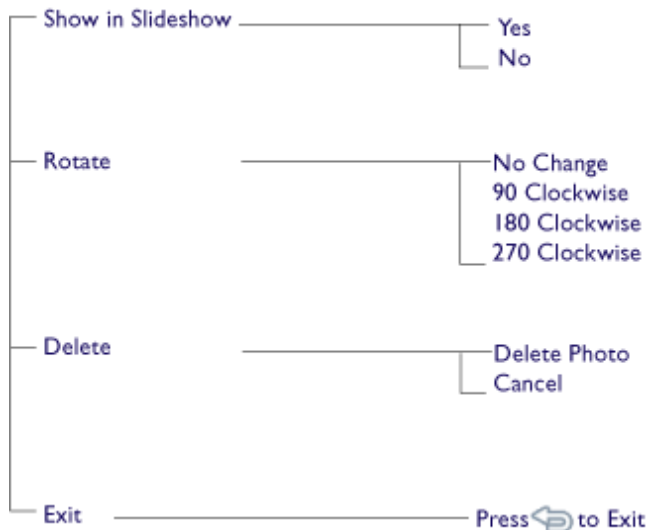 Show in Slideshow
Yes
No
Rotate
No Change
90 Clockwise
180 Clockwise
270 Clockwise
Delete
Delete Photo
Cancel
Exit
Press to Exit